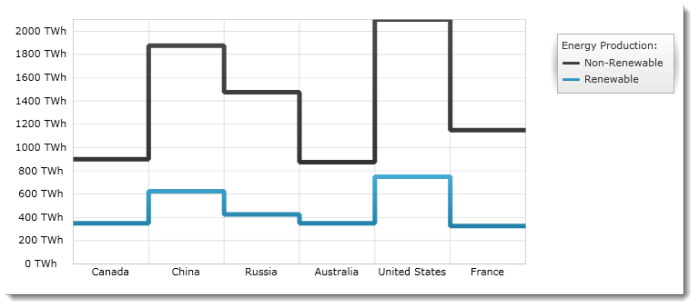 2000 TWh
1800 TWh
1600 TWh
1400 TWh
1200 TWh
1000 TWh
800 TWh
600 TWh
400 TWh
200 TWh
0 TWh
Canada China Russia Australia United States France
Energy Production:
Non-Renewable
Renewable